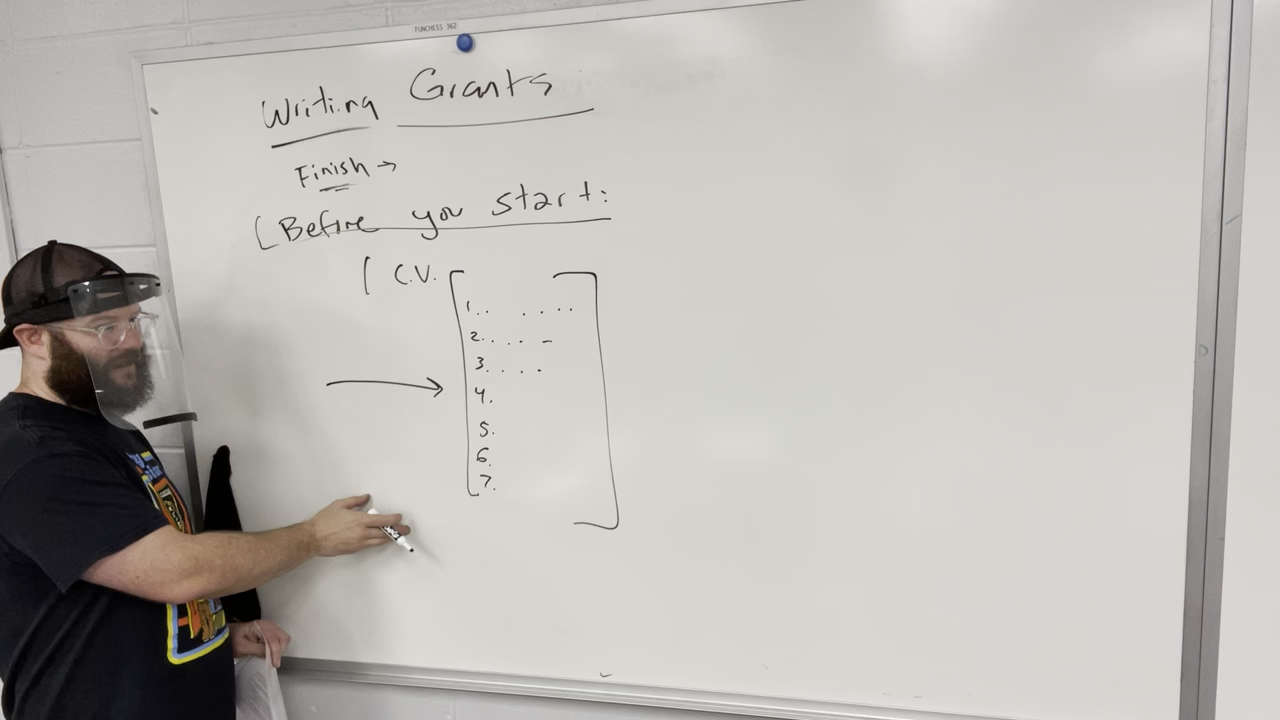 FUNCHESS 362
Writing Grants
Finish →
(Before you start:
( C.V.
1.. ....
2.... -
3. . . .
4.
5.
6.
7.